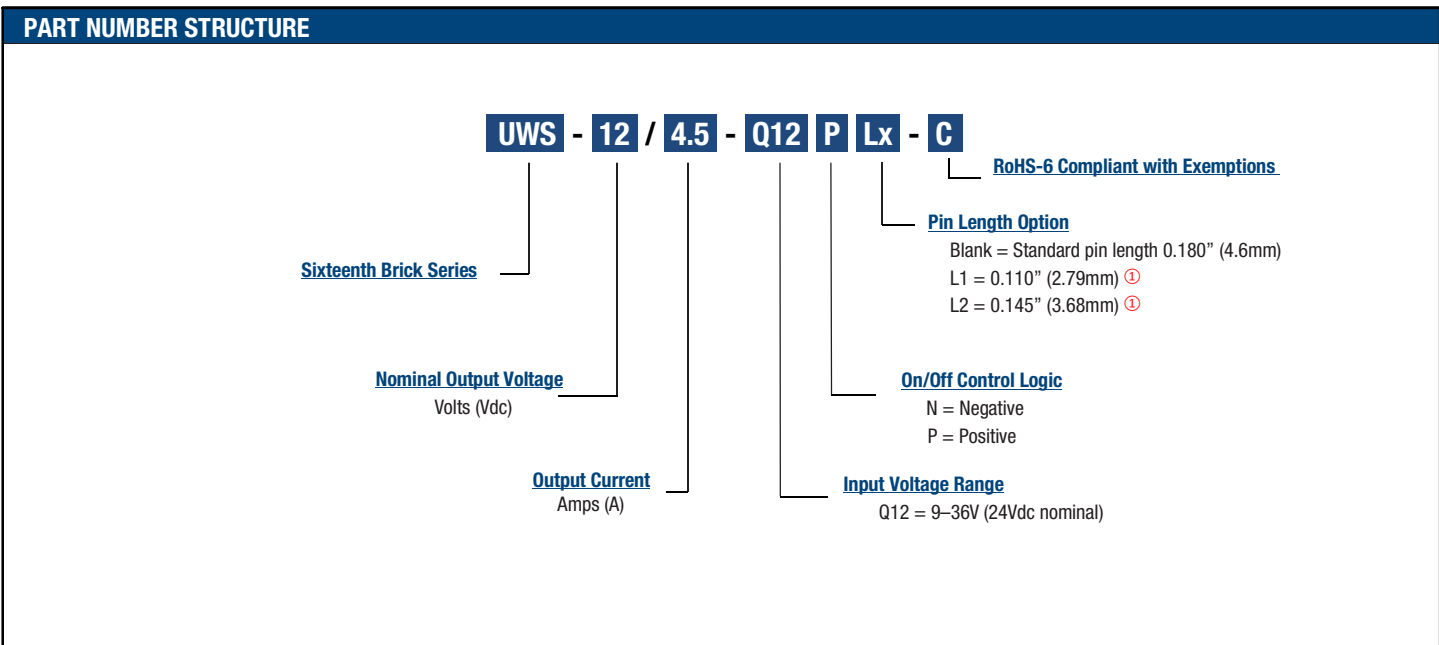 PART NUMBER STRUCTURE
UWS - 12 / 4.5 - Q12 P Lx - C
RoHS-6 Compliant with Exemptions
Pin Length Option
Blank = Standard pin length 0.180” (4.6mm)
L1 = 0.110” (2.79mm) ①
L2 = 0.145” (3.68mm) ①
Sixteenth Brick Series
Nominal Output Voltage
Volts (Vdc)
On/Off Control Logic
N = Negative
P = Positive
Output Current
Amps (A)
Input Voltage Range
Q12 = 9–36V (24Vdc nominal)